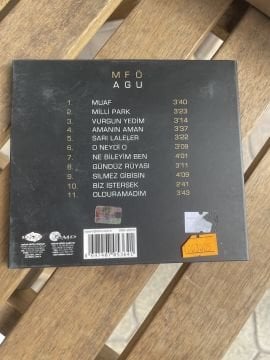 MFÖ
AGU
1. MUAF 3'40
2. MİLLİ PARK 3'23
3. VURGUN YEDİM 3'14
4. AMANIN AMAN 3'37
5. SARI LALELER 3'22
6. O NEYDİ O 3'09
7. NE BİLEYİM BEN 4'01
8. GÜNDÜZ RÜYASI 3'11
9. SİLMEZ GİBİSİN 4'09
10. BİZ İSTERSEK 2'41
11. OLDURAMADIM 3'43